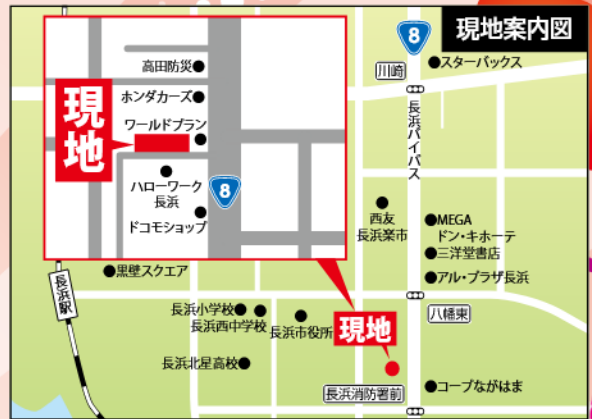 現地案内図
8
川崎
スターバックス
長浜バイパス
高田防災
ホンダカーズ
ワールドプラン
現地
ハローワーク
長浜
8
ドコモショップ
西友
長浜楽市
MEGA
ドン・キホーテ
三洋堂書店
アル・プラザ長浜
黒壁スクエア
長浜駅
八幡東
長浜小学校
長浜西中学校
長浜市役所
現地
長浜北星高校
長浜消防署前
コープながはま